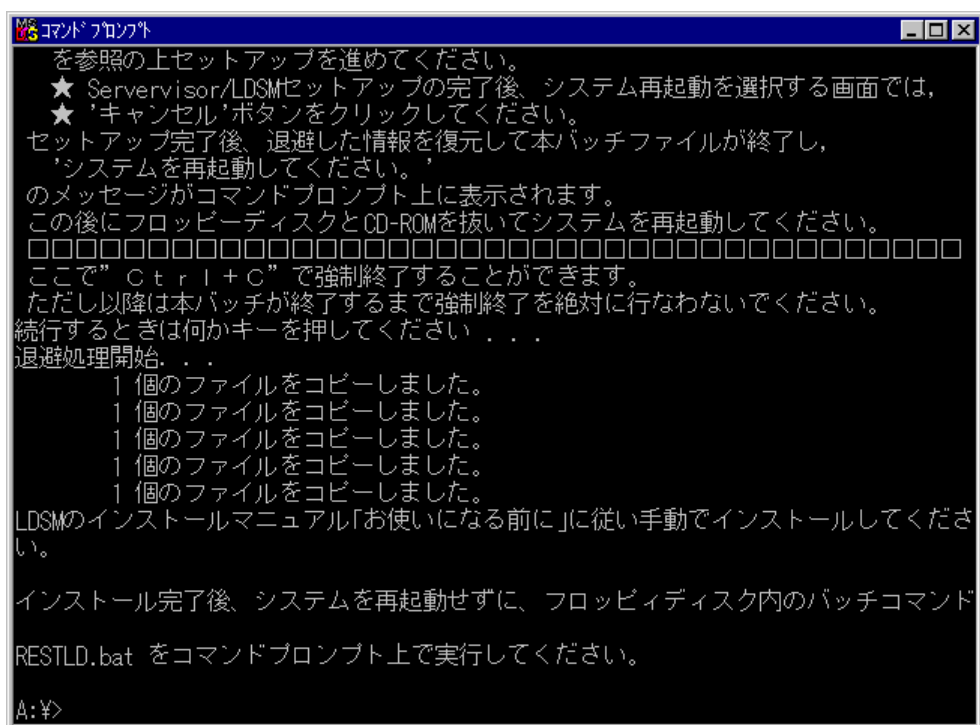 コマンド プロンプト
を参照の上セットアップを進めてください。
★ Servervisor/LDSMセットアップの完了後、システム再起動を選択する画面では,
★ 'キャンセル'ボタンをクリックしてください。
セットアップ完了後、退避した情報を復元して本バッチファイルが終了し,
'システムを再起動してください。'
のメッセージがコマンドプロンプト上に表示されます。
この後にフロッピーディスクとCD-ROMを抜いてシステムを再起動してください。
□□□□□□□□□□□□□□□□□□□□□□□□□□□□□□□□□□□□□□□
ここで”Ｃｔｒｌ＋Ｃ”で強制終了することができます。
ただし以降は本バッチが終了するまで強制終了を絶対に行なわないでください。
続行するときは何かキーを押してください . . .
退避処理開始. . .
1 個のファイルをコピーしました。
1 個のファイルをコピーしました。
1 個のファイルをコピーしました。
1 個のファイルをコピーしました。
1 個のファイルをコピーしました。
LDSMのインストールマニュアル｢お使いになる前に｣に従い手動でインストールしてくださ
い。
インストール完了後、システムを再起動せずに、フロッピィディスク内のバッチコマンド
RESTLD.bat をコマンドプロンプト上で実行してください。
A:¥>